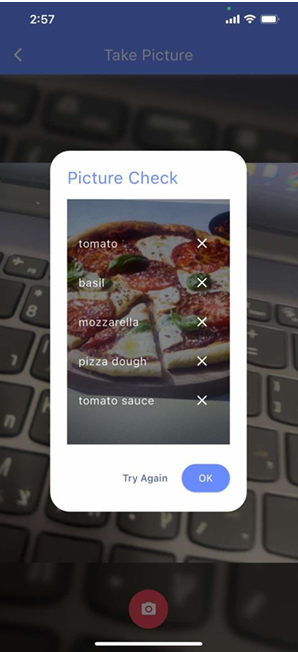 2:57
Take Picture
Picture Check
tomato
basil
mozzarella
pizza dough
tomato sauce
Try Again OK